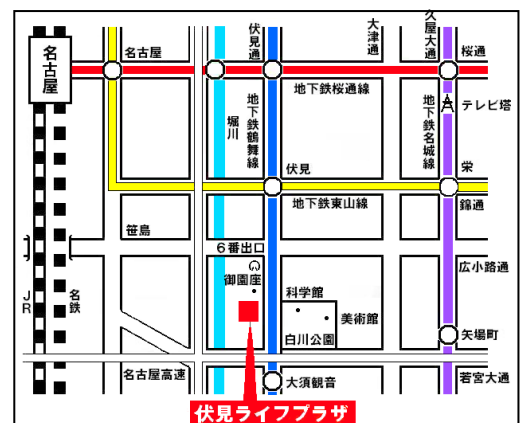 伏見通
大津通
久屋大通
名古屋
名古屋
桜通
地下鉄桜通線
堀川
地下鉄鶴舞線
地下鉄名城線
テレビ塔
伏見
栄
地下鉄東山線
錦通
笹島
6番出口
広小路通
御園座
科学館
JR
名鉄
美術館
白川公園
矢場町
名古屋高速
大須観音
若宮大通
伏見ライフプラザ